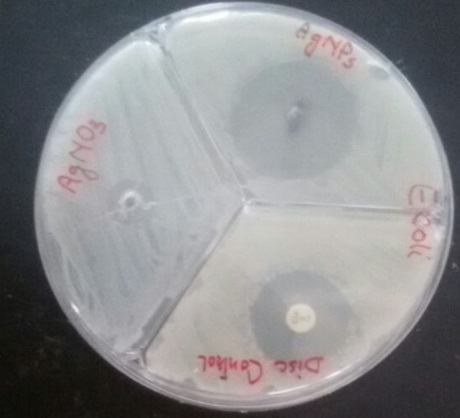 AgNPs
AgNO3
E coli
Disc Control